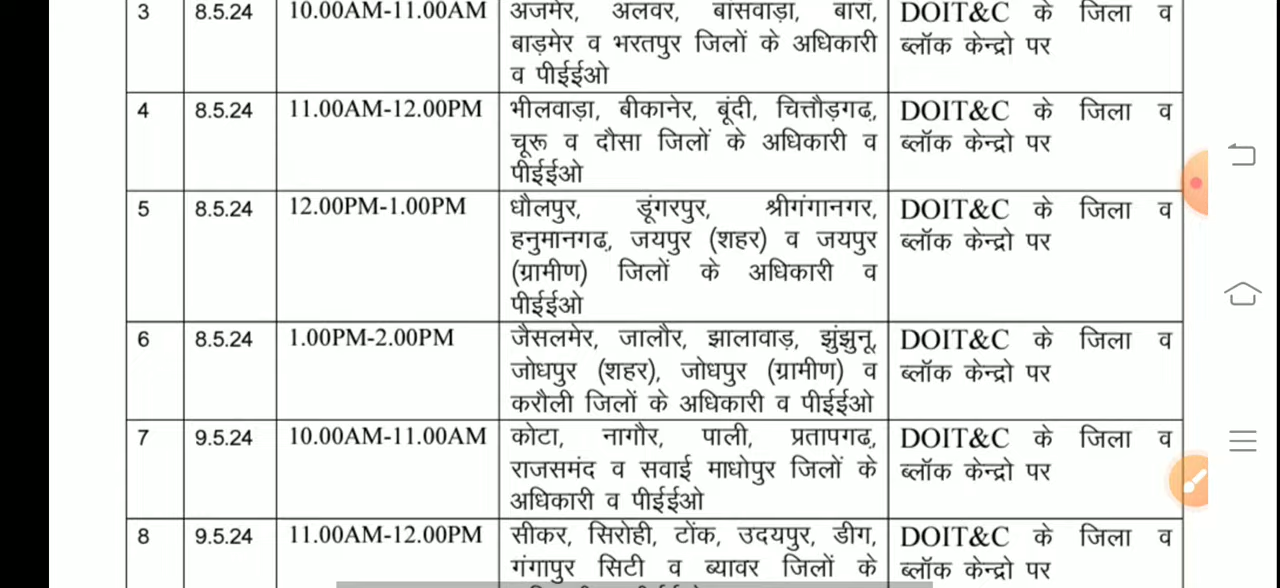 3 8.5.24 10.00AM-11.00AM अजमेर, अलवर, बांसवाड़ा, बारां, DOIT&C के जिला व
बाड़मेर व भरतपुर जिलों के अधिकारी ब्लॉक केन्द्रो पर
व पीईईओ
4 8.5.24 11.00AM-12.00PM भीलवाड़ा, बीकानेर, बूंदी, चित्तौड़गढ, DOIT&C के जिला व
चूरू व दौसा जिलों के अधिकारी व ब्लॉक केन्द्रो पर
पीईईओ
5 8.5.24 12.00PM-1.00PM धौलपुर, डूंगरपुर, श्रीगंगानगर, DOIT&C के जिला व
हनुमानगढ, जयपुर (शहर) व जयपुर ब्लॉक केन्द्रो पर
(ग्रामीण) जिलों के अधिकारी व
पीईईओ
6 8.5.24 1.00PM-2.00PM जैसलमेर, जालौर, झालावाड़, झुंझुनू, DOIT&C के जिला व
जोधपुर (शहर), जोधपुर (ग्रामीण) व ब्लॉक केन्द्रो पर
करौली जिलों के अधिकारी व पीईईओ
7 9.5.24 10.00AM-11.00AM कोटा, नागौर, पाली, प्रतापगढ, DOIT&C के जिला व
राजसमंद व सवाई माधोपुर जिलों के ब्लॉक केन्द्रो पर
अधिकारी व पीईईओ
8 9.5.24 11.00AM-12.00PM सीकर, सिरोही, टोंक, उदयपुर, डीग, DOIT&C के जिला व
गंगापुर सिटी व ब्यावर जिलों के ब्लॉक केन्द्रो पर